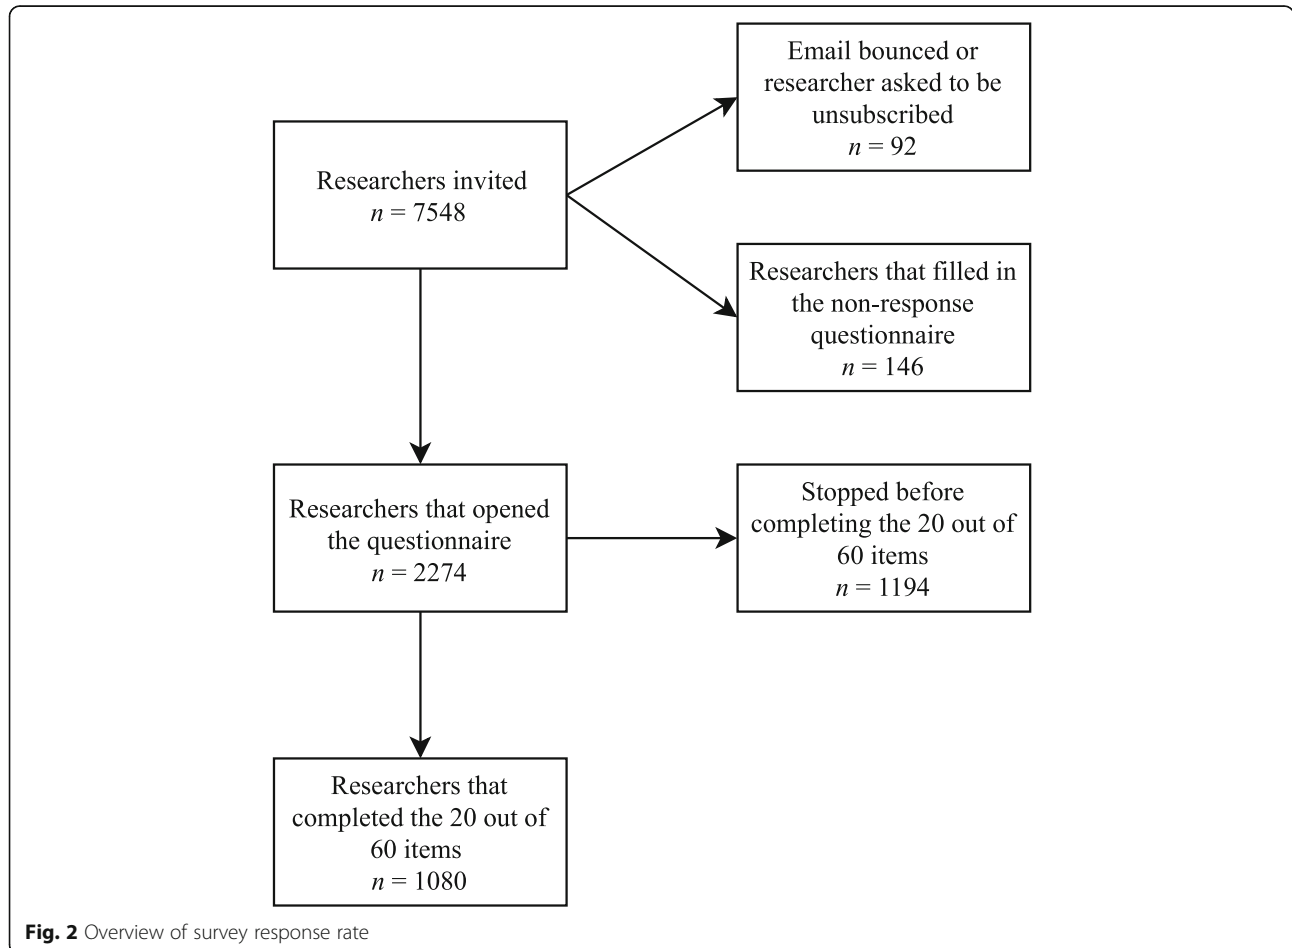 Email bounced or
researcher asked to be
unsubscribed
n = 92
Researchers invited
n = 7548
Researchers that filled in
the non-response
questionnaire
n = 146
Researchers that opened
the questionnaire
n = 2274
Stopped before
completing the 20 out of
60 items
n = 1194
Researchers that
completed the 20 out of
60 items
n = 1080
Fig. 2 Overview of survey response rate